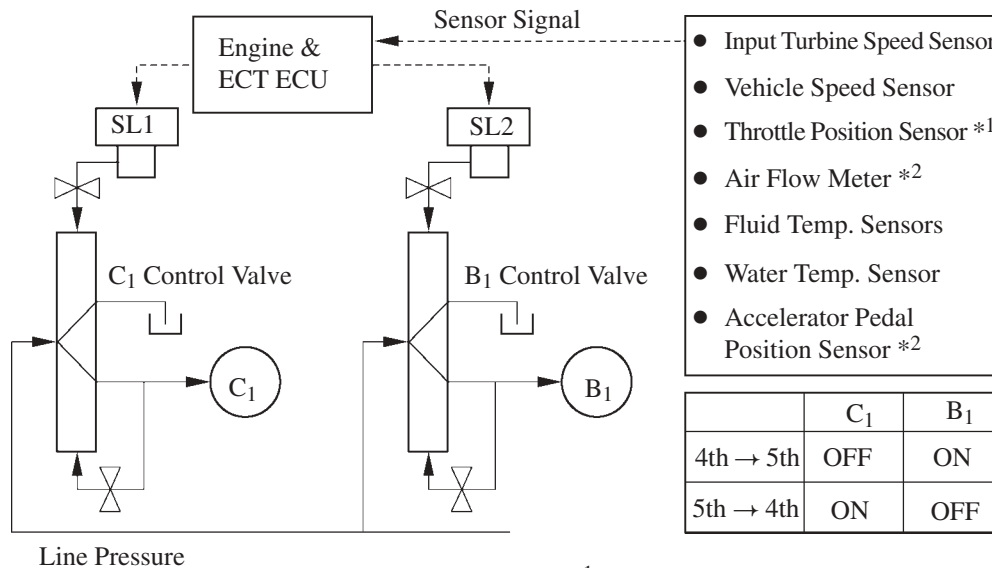 Sensor Signal
Engine &
ECT ECU
SL1
SL2
C1 Control Valve
B1 Control Valve
C1
B1
Line Pressure
● Input Turbine Speed Sensor
● Vehicle Speed Sensor
● Throttle Position Sensor *1
● Air Flow Meter *2
● Fluid Temp. Sensors
● Water Temp. Sensor
● Accelerator Pedal
Position Sensor *2
C1 B1
4th → 5th OFF ON
5th → 4th ON OFF